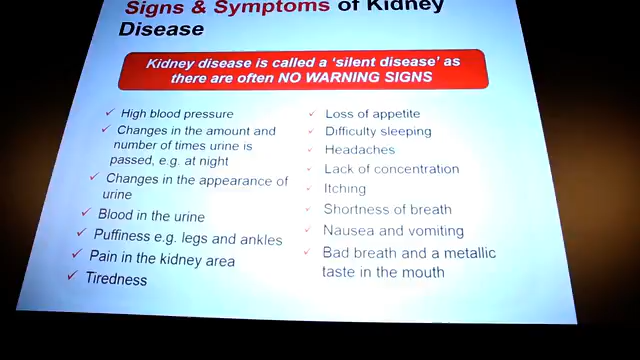 Signs & Symptoms of Kidney
Disease
Kidney disease is called a 'silent disease' as
there are often NO WARNING SIGNS
High blood pressure
Changes in the amount and
number of times urine is
passed, e.g. at night
Changes in the appearance of
urine
Blood in the urine
Puffiness e.g. legs and ankles
Pain in the kidney area
Tiredness
Loss of appetite
Difficulty sleeping
Headaches
Lack of concentration
Itching
Shortness of breath
Nausea and vomiting
Bad breath and a metallic
taste in the mouth